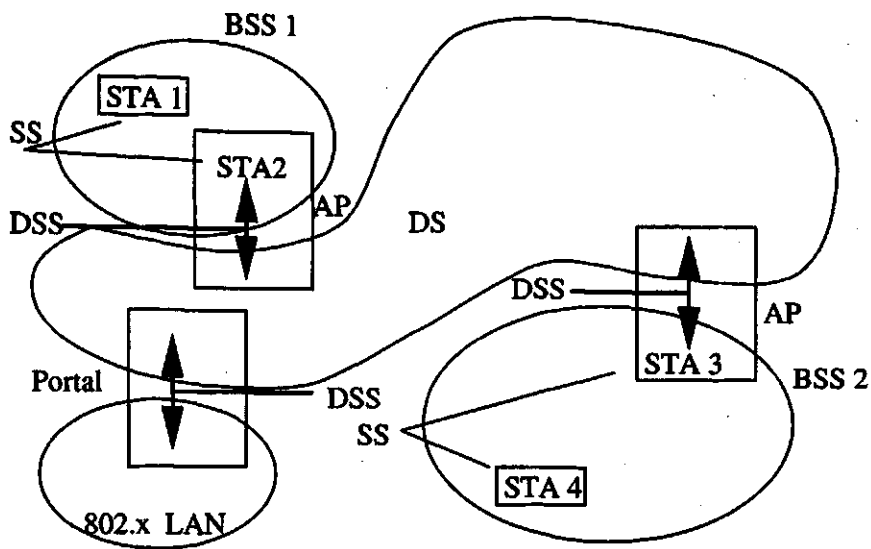 BSS 1
STA 1
SS
STA2
AP
DSS
DS
DSS
AP
Portal
STA 3
DSS
BSS 2
SS
STA 4
802.x LAN